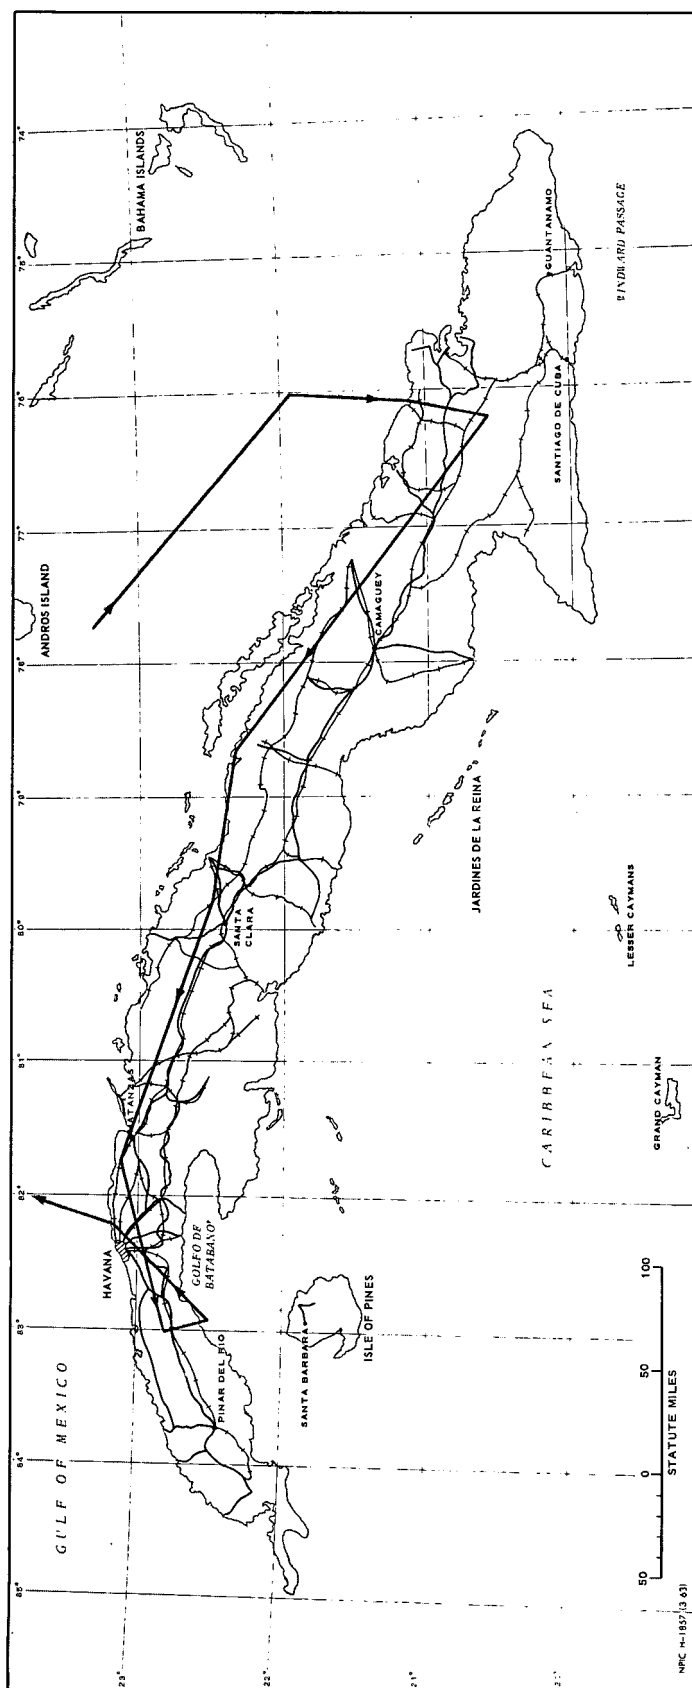 GULF OF MEXICO
HAVANA
MATANZAS
PINAR DEL RIO
GOLFO DE
BATABANO
SANTA BARBARA
ISLE OF PINES
SANTA
CLARA
CAMAGUEY
JARDINES DE LA REINA
CARIBBEAN SEA
GRAND CAYMAN
LESSER CAYMANS
ANDROS ISLAND
BAHAMA ISLANDS
GUANTANAMO
SANTIAGO DE CUBA
WINDWARD PASSAGE
85°
84°
83°
82°
81°
80°
79°
78°
77°
76°
75°
74°
23°
22°
21°
50 0 50 100
STATUTE MILES
NPIC H-1857 (3 63)